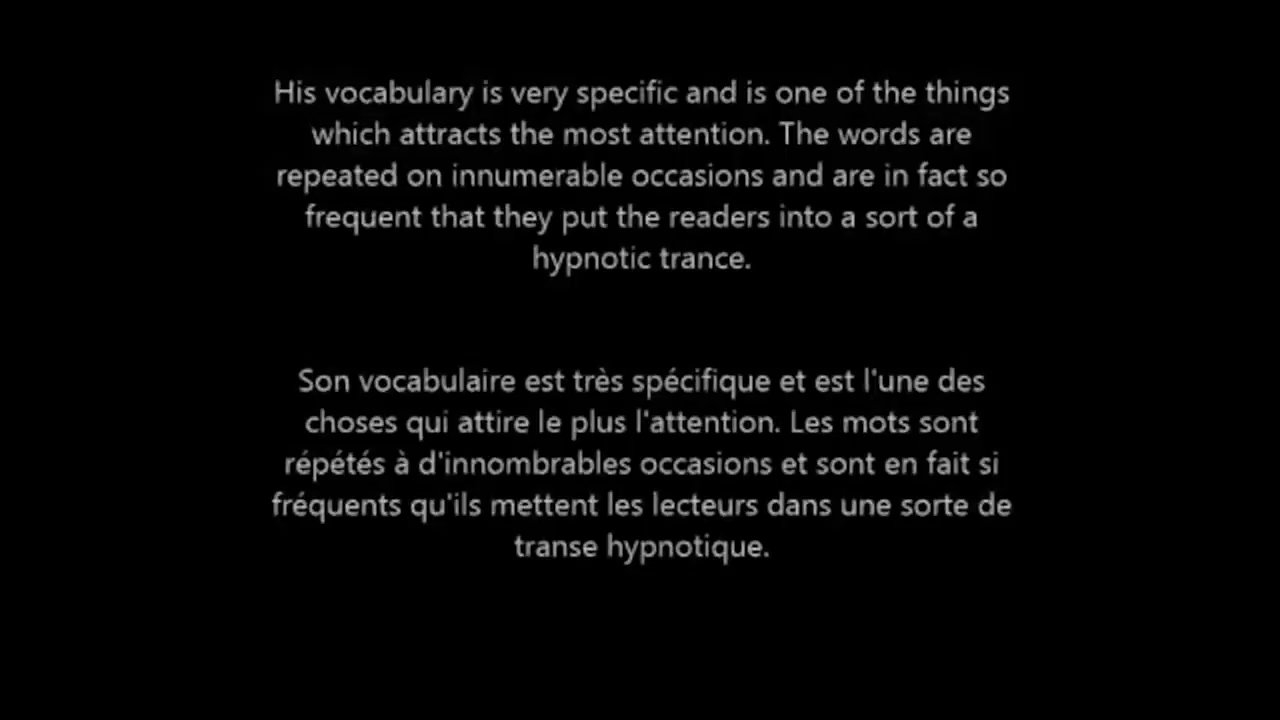 His vocabulary is very specific and is one of the things
which attracts the most attention. The words are
repeated on innumerable occasions and are in fact so
frequent that they put the readers into a sort of a
hypnotic trance.
Son vocabulaire est très spécifique et est l'une des
choses qui attire le plus l'attention. Les mots sont
répétés à d'innombrables occasions et sont en fait si
fréquents qu'ils mettent les lecteurs dans une sorte de
transe hypnotique.